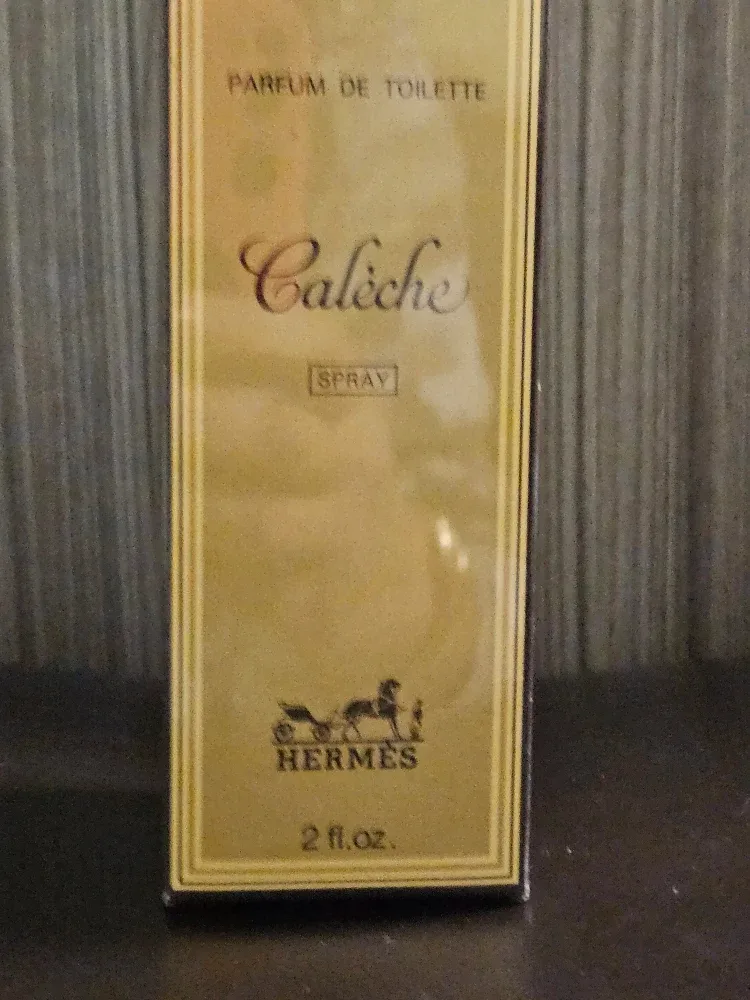 PARFUM DE TOILETTE
Calèche
SPRAY
HERMÈS
2 fl.oz.